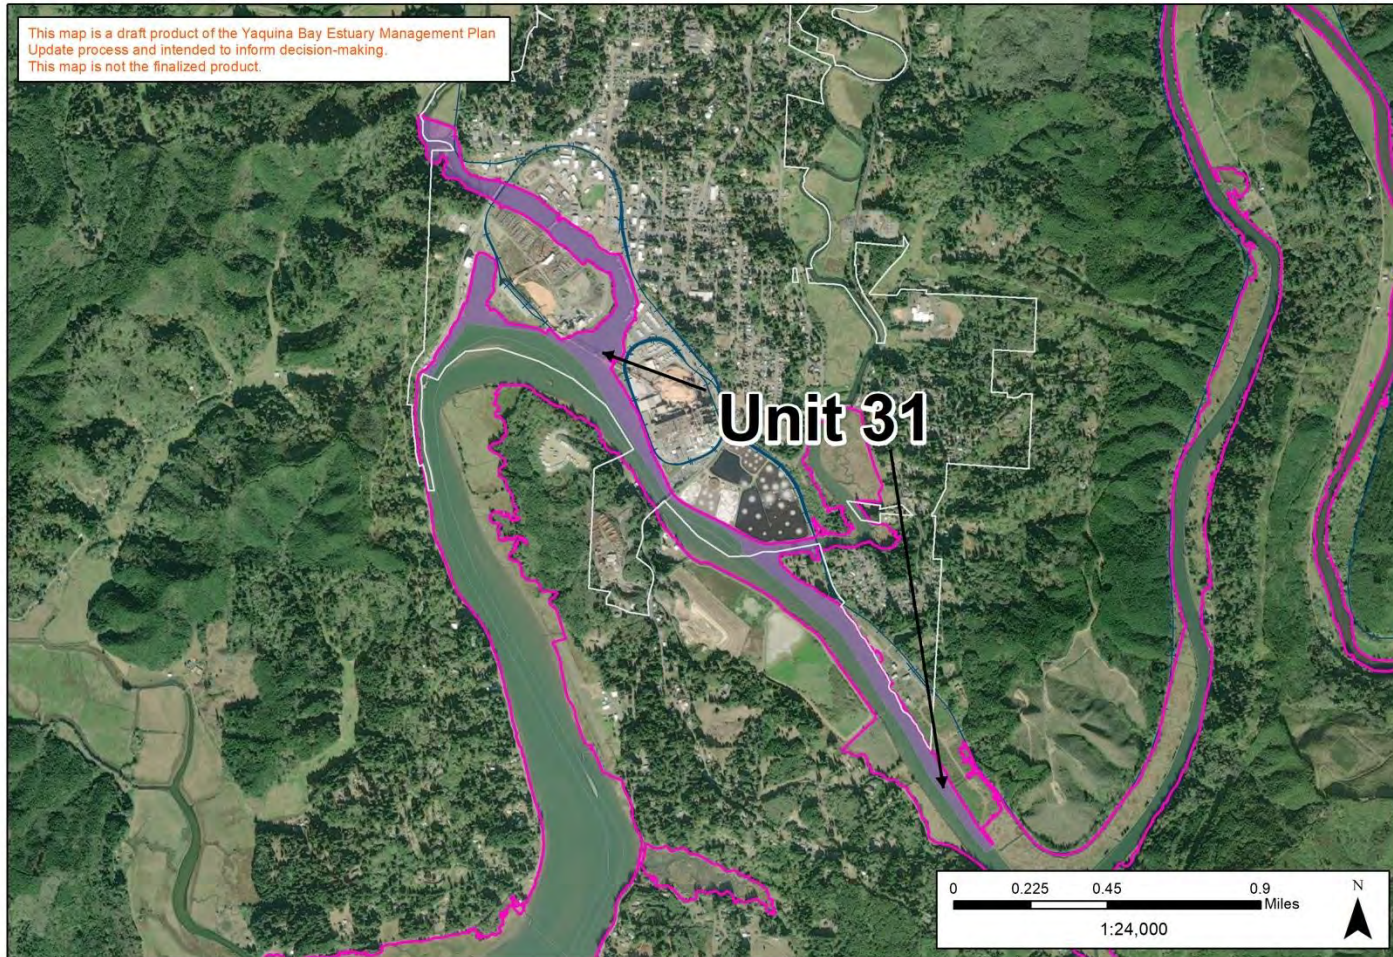 This map is a draft product of the Yaquina Bay Estuary Management Plan
Update process and intended to inform decision-making.
This map is not the finalized product.
Unit 31
0 0.225 0.45 0.9
Miles
1:24,000
N